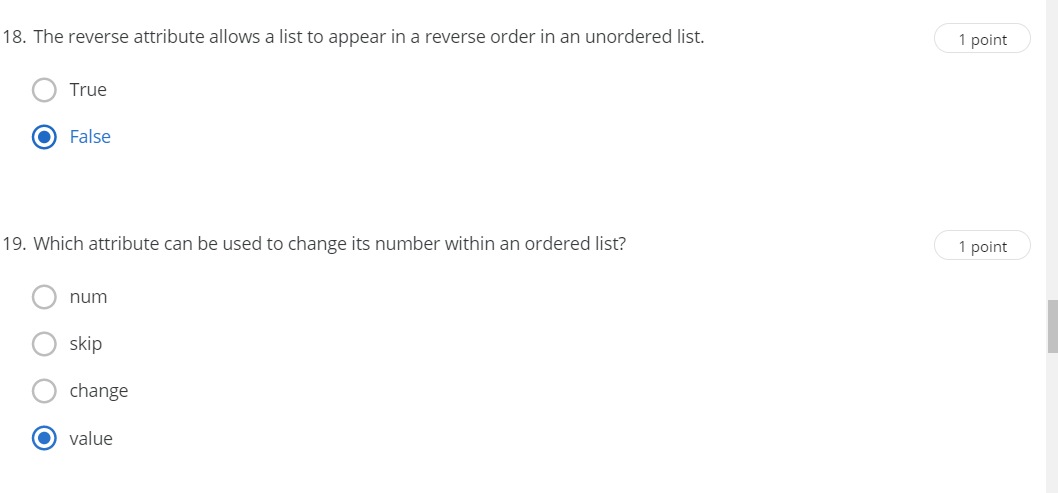 18. The reverse attribute allows a list to appear in a reverse order in an unordered list.
1 point
True
False
19. Which attribute can be used to change its number within an ordered list?
1 point
num
skip
change
value